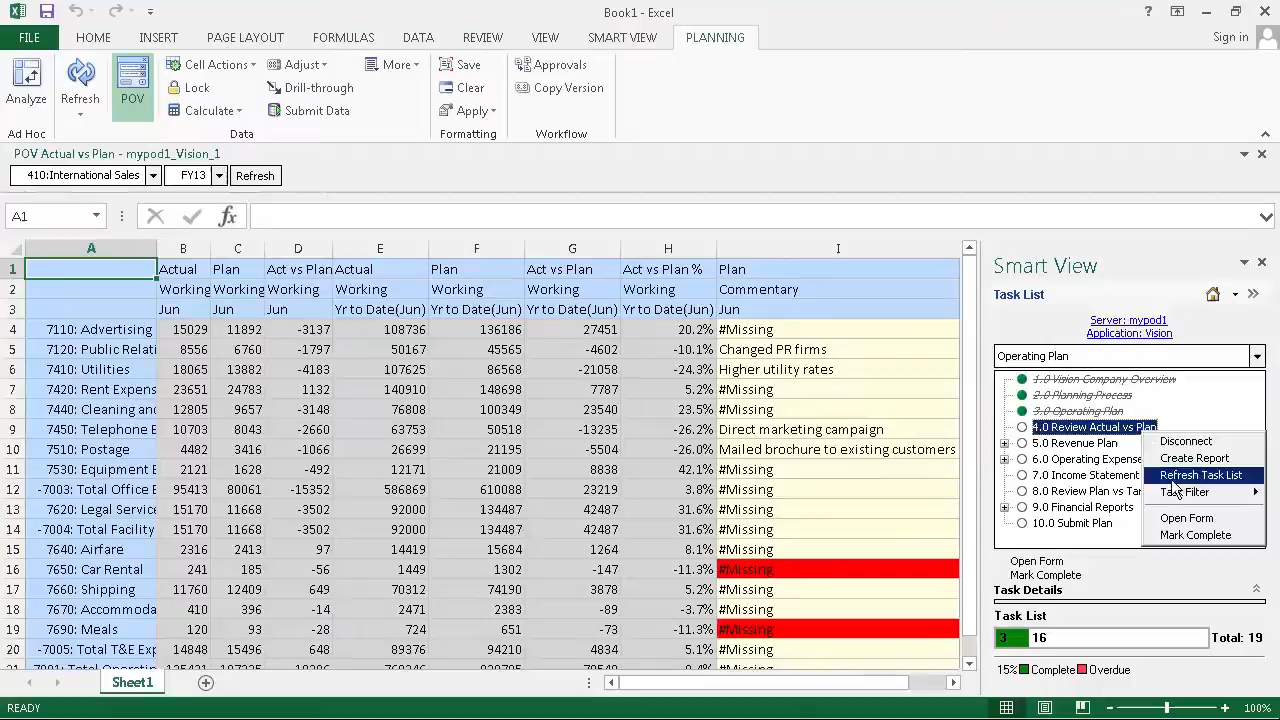 Book1 - Excel
Sign in
FILE HOME INSERT PAGE LAYOUT FORMULAS DATA REVIEW VIEW SMART VIEW PLANNING
Analyze
Refresh
POV
Cell Actions
Lock
Calculate
Adjust
Drill-through
Submit Data
More
Save
Clear
Apply
Approvals
Copy Version
Ad Hoc
Data
Formatting
Workflow
POV Actual vs Plan - mypod1_Vision_1
410:International Sales FY13 Refresh
A1 fx
A B C D E F G H I
1 Actual Plan Act vs Plan Actual Plan Act vs Plan Act vs Plan % Plan
2 Working Working Working Working Working Working Working Commentary
3 Jun Jun Jun Yr to Date(Jun) Yr to Date(Jun) Yr to Date(Jun) Yr to Date(Jun) Jun
4 7110: Advertising 15029 11892 -3137 108736 136186 27451 20.2% #Missing
5 7120: Public Relati 8556 6760 -1797 50167 45565 -4602 -10.1% Changed PR firms
6 7410: Utilities 18065 13882 -4183 107625 86568 -21058 -24.3% Higher utility rates
7 7420: Rent Expens 23651 24783 1132 140910 148698 7787 5.2% #Missing
8 7440: Cleaning and 12805 9657 -3148 76808 100349 23540 23.5% #Missing
9 7450: Telephone E 10703 8043 -2660 63753 50518 -13235 -26.2% Direct marketing campaign
10 7510: Postage 4482 3416 -1066 26699 21195 -5504 -26.0% Mailed brochure to existing customers
11 7530: Equipment E 2121 1628 -492 12171 21009 8838 42.1% #Missing
12 -7003: Total Office E 95413 80061 -15352 586869 610088 23219 3.8% #Missing
13 7620: Legal Service 15170 11668 -3502 92000 134487 42487 31.6% #Missing
14 -7004: Total Facility 15170 11668 -3502 92000 134487 42487 31.6% #Missing
15 7640: Airfare 2316 2413 97 14419 15684 1264 8.1% #Missing
16 7650: Car Rental 241 185 -56 1449 1302 -147 -11.3% #Missing
17 7660: Shipping 11760 12409 649 70312 74190 3878 5.2% #Missing
18 7670: Accommoda 410 396 -14 2471 2383 -89 -3.7% #Missing
19 7690: Meals 120 93 -28 724 651 -73 -11.3% #Missing
20 -7005: Total T&E Exp 14848 15496 648 89376 94210 4834 5.1% #Missing
Sheet1
READY
100%
Smart View
Task List
Server: mypod1
Application: Vision
Operating Plan
1.0 Vision Company Overview
2.0 Planning Process
3.0 Operating Plan
4.0 Review Actual vs Plan
5.0 Revenue Plan
6.0 Operating Expense
7.0 Income Statement
8.0 Review Plan vs Tar
9.0 Financial Reports
10.0 Submit Plan
Disconnect
Create Report
Refresh Task List
Task Filter
Open Form
Mark Complete
Open Form
Mark Complete
Task Details
Task List
3 16 Total: 19
15% Complete Overdue